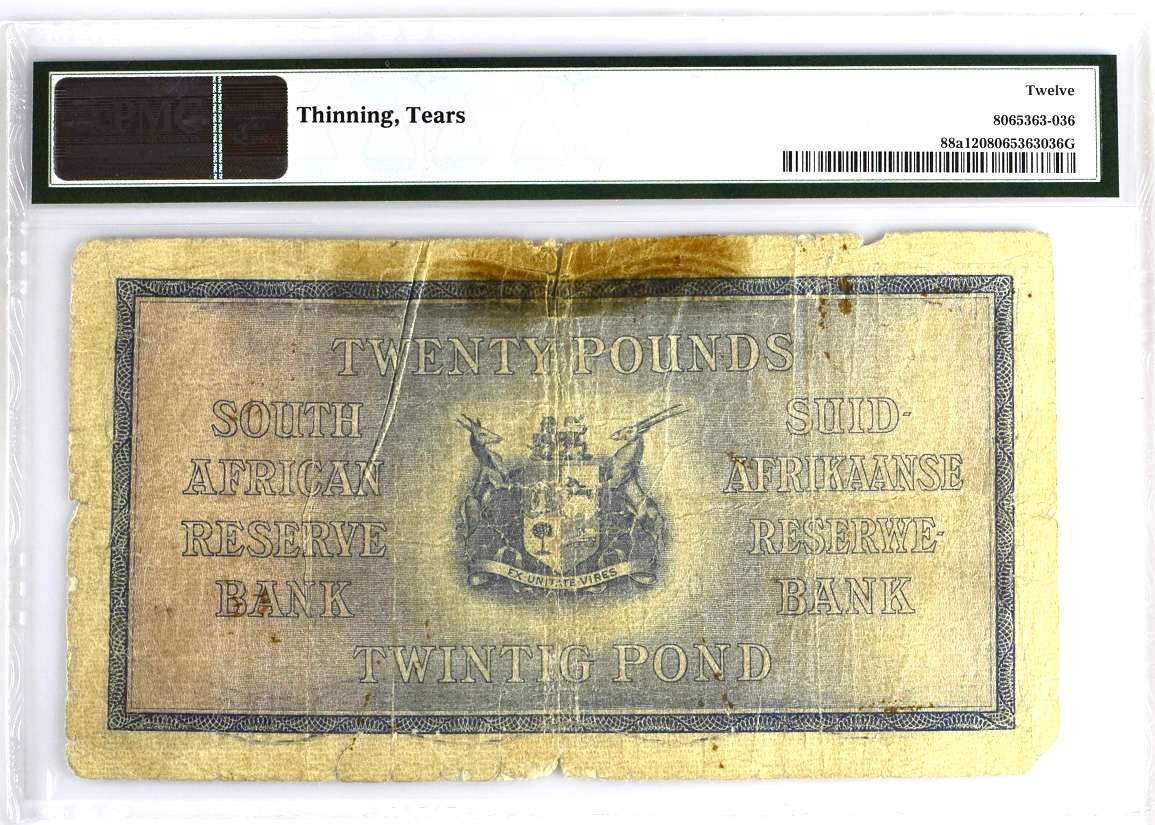 PMG
Thinning, Tears
Twelve
8065363-036
88a1208065363036G
TWENTY POUNDS
SOUTH
AFRICAN
RESERVE
BANK
SUID-
AFRIKAANSE
RESERWE-
BANK
EX UNITATE VIRES
TWINTIG POND